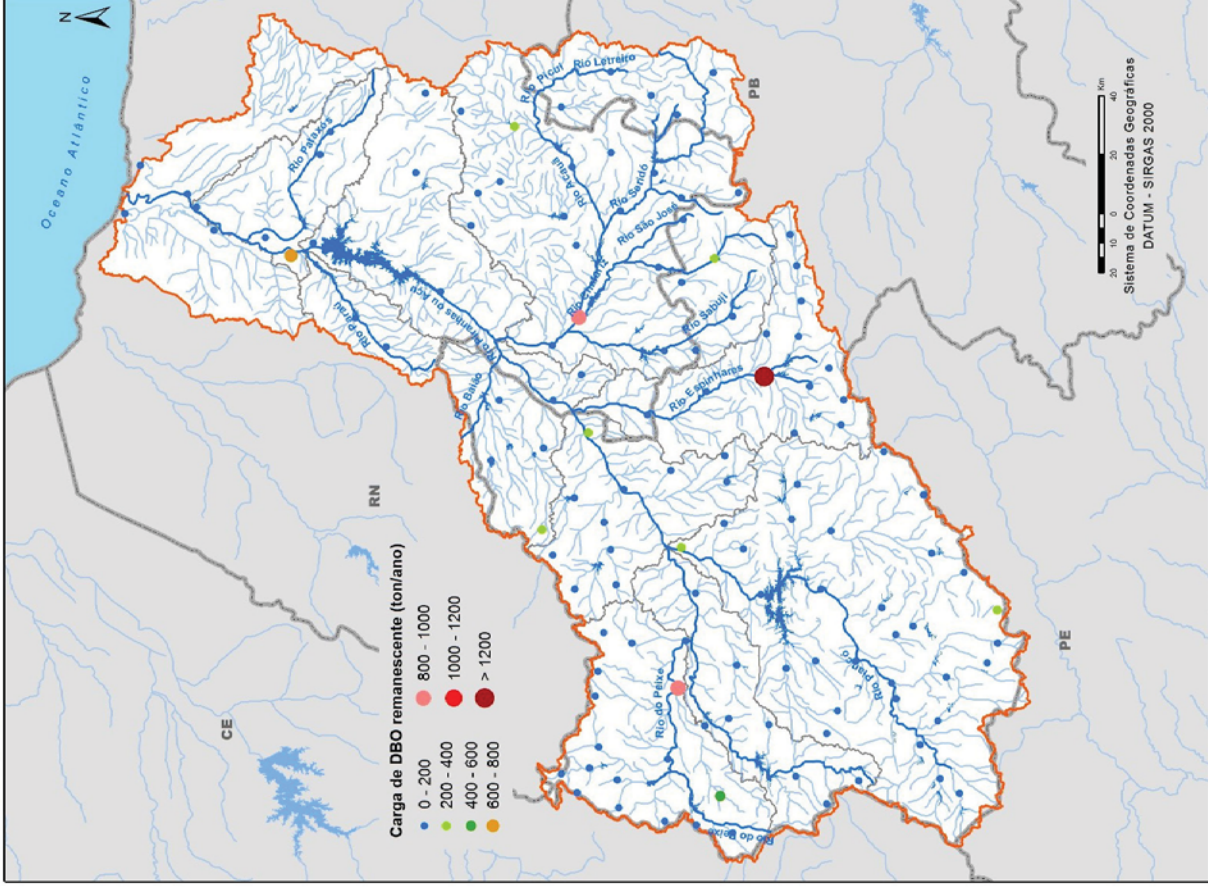 N
Oceano Atlântico
CE
RN
PB
PE
Rio Pataxós
Rio Paraú
Rio Piranhas ou Açu
Rio Picuí
Rio Letreiro
Rio Acauã
Rio Seridó
Rio São José
Rio Sabuji
Rio Baião
Rio Espinharas
Rio do Peixe
Rio do Peixe
Rio Piancó
Carga de DBO remanescente (ton/ano)
0 - 200
200 - 400
400 - 600
600 - 800
800 - 1000
1000 - 1200
> 1200
20 10 0 20 40
Km
Sistema de Coordenadas Geográficas
DATUM - SIRGAS 2000